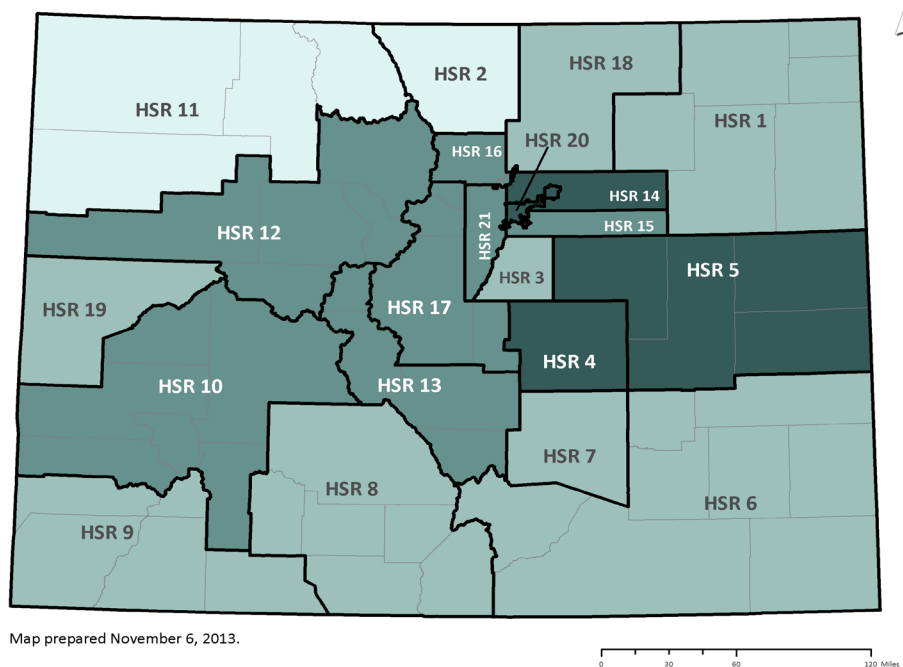 HSR 2
HSR 18
HSR 11
HSR 1
HSR 20
HSR 16
HSR 14
HSR 15
HSR 21
HSR 12
HSR 3
HSR 5
HSR 19
HSR 17
HSR 4
HSR 10
HSR 13
HSR 7
HSR 8
HSR 6
HSR 9
Map prepared November 6, 2013.
0 30 60 120 Miles